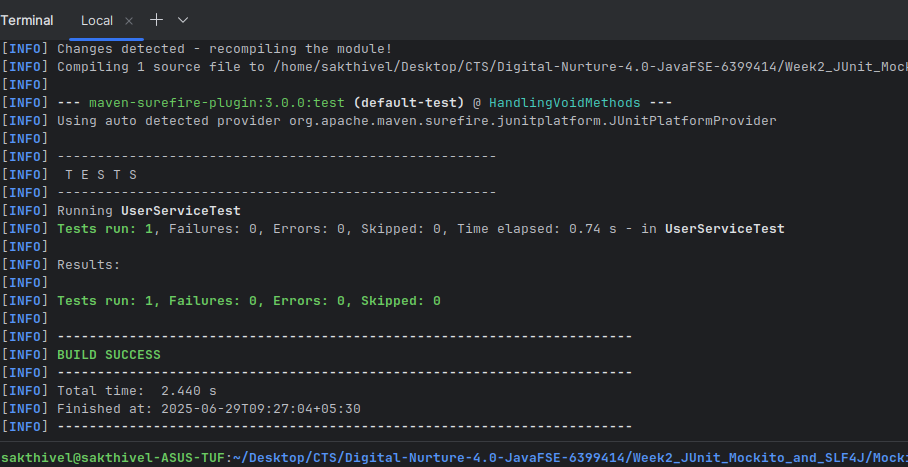 Terminal Local × + ⌄
[INFO] Changes detected - recompiling the module!
[INFO] Compiling 1 source file to /home/sakthivel/Desktop/CTS/Digital-Nurture-4.0-JavaFSE-6399414/Week2_JUnit_Mock
[INFO]
[INFO] --- maven-surefire-plugin:3.0.0:test (default-test) @ HandlingVoidMethods ---
[INFO] Using auto detected provider org.apache.maven.surefire.junitplatform.JUnitPlatformProvider
[INFO]
[INFO] -------------------------------------------------------
[INFO]  T E S T S
[INFO] -------------------------------------------------------
[INFO] Running UserServiceTest
[INFO] Tests run: 1, Failures: 0, Errors: 0, Skipped: 0, Time elapsed: 0.74 s - in UserServiceTest
[INFO]
[INFO] Results:
[INFO]
[INFO] Tests run: 1, Failures: 0, Errors: 0, Skipped: 0
[INFO]
[INFO] ------------------------------------------------------------------------
[INFO] BUILD SUCCESS
[INFO] ------------------------------------------------------------------------
[INFO] Total time:  2.440 s
[INFO] Finished at: 2025-06-29T09:27:04+05:30
[INFO] ------------------------------------------------------------------------
sakthivel@sakthivel-ASUS-TUF:~/Desktop/CTS/Digital-Nurture-4.0-JavaFSE-6399414/Week2_JUnit_Mockito_and_SLF4J/Mocki